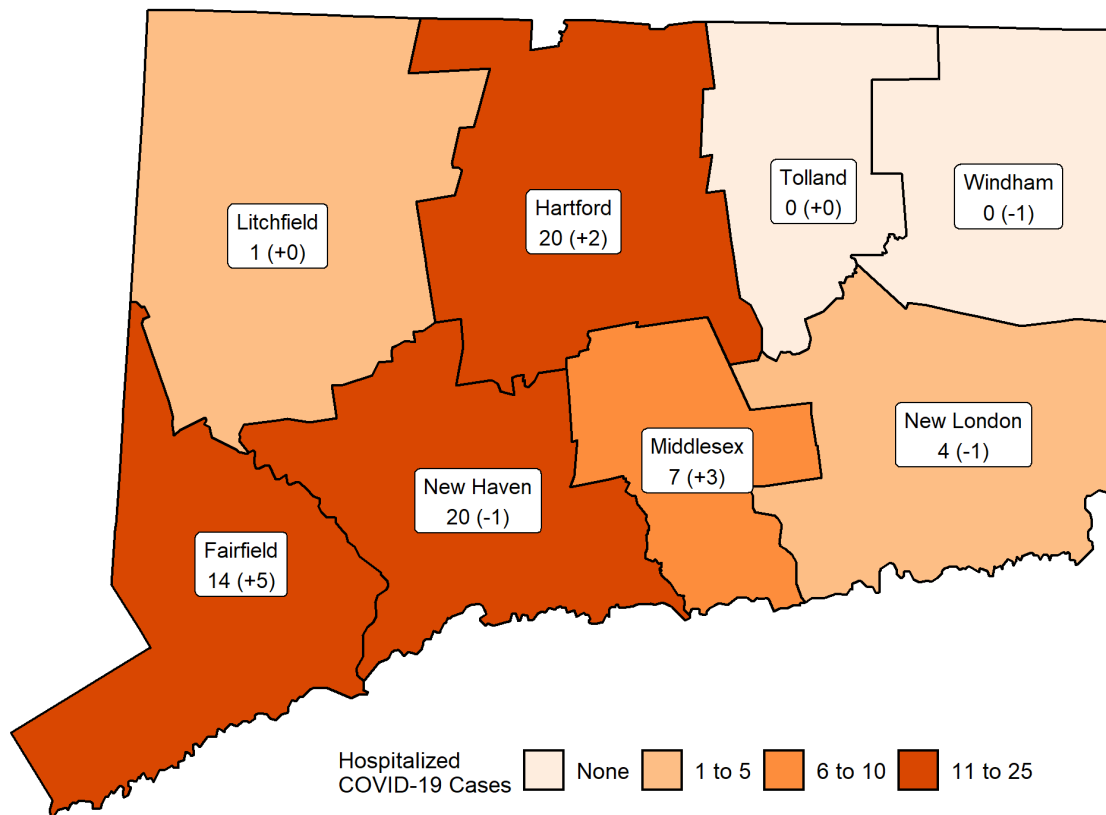 Tolland
0 (+0)
Windham
0 (-1)
Hartford
20 (+2)
Litchfield
1 (+0)
New London
4 (-1)
Middlesex
7 (+3)
New Haven
20 (-1)
Fairfield
14 (+5)
Hospitalized
COVID-19 Cases
None
1 to 5
6 to 10
11 to 25